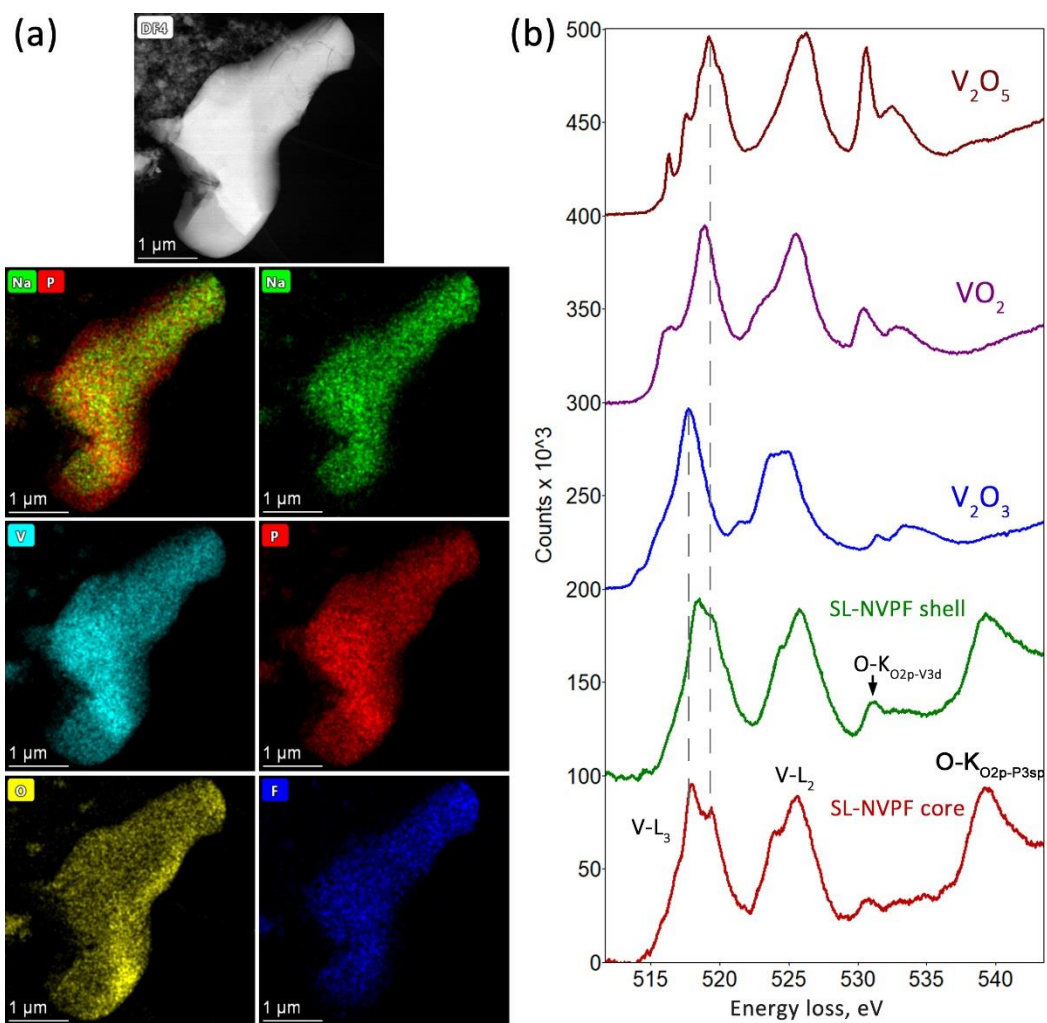 (a)
DF4
1 μm
Na P
1 μm
Na
1 μm
V
1 μm
P
1 μm
O
1 μm
F
1 μm
(b)
500
450
400
350
300
250
200
150
100
50
0
Counts x 10^3
V₂O₅
VO₂
V₂O₃
SL-NVPF shell
O-K O2p-V3d
O-K O2p-P3sp
V-L₂
SL-NVPF core
V-L₃
515 520 525 530 535 540
Energy loss, eV